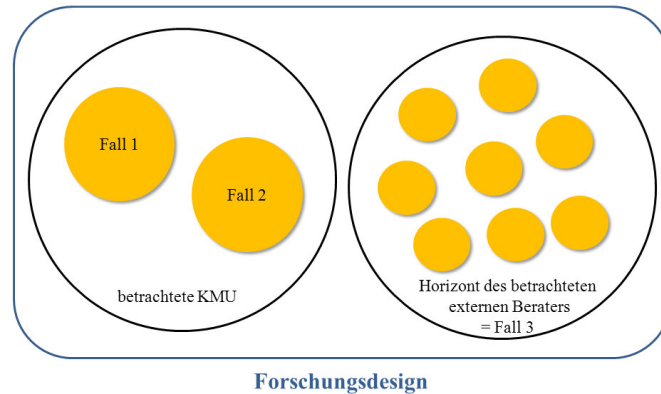 Fall 1
Fall 2
betrachtete KMU
Horizont des betrachteten
externen Beraters
= Fall 3
Forschungsdesign